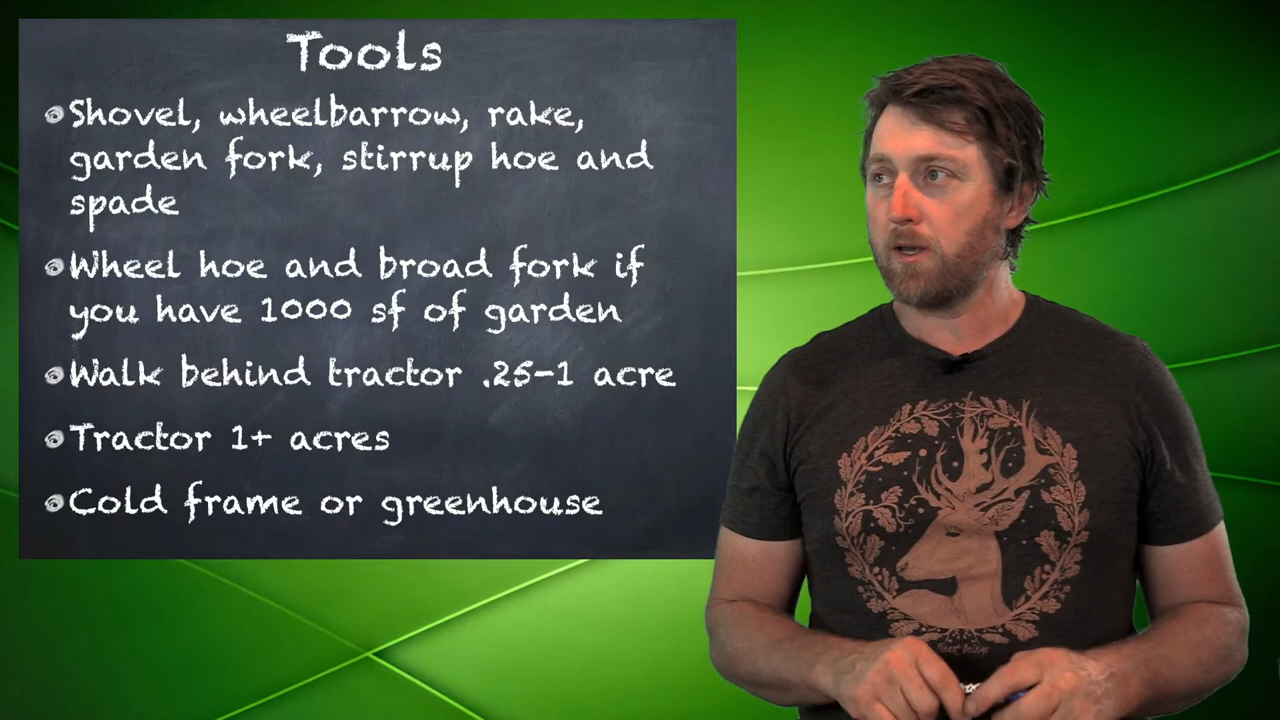 Tools
Shovel, wheelbarrow, rake,
garden fork, stirrup hoe and
spade
Wheel hoe and broad fork if
you have 1000 sf of garden
Walk behind tractor .25-1 acre
Tractor 1+ acres
Cold frame or greenhouse